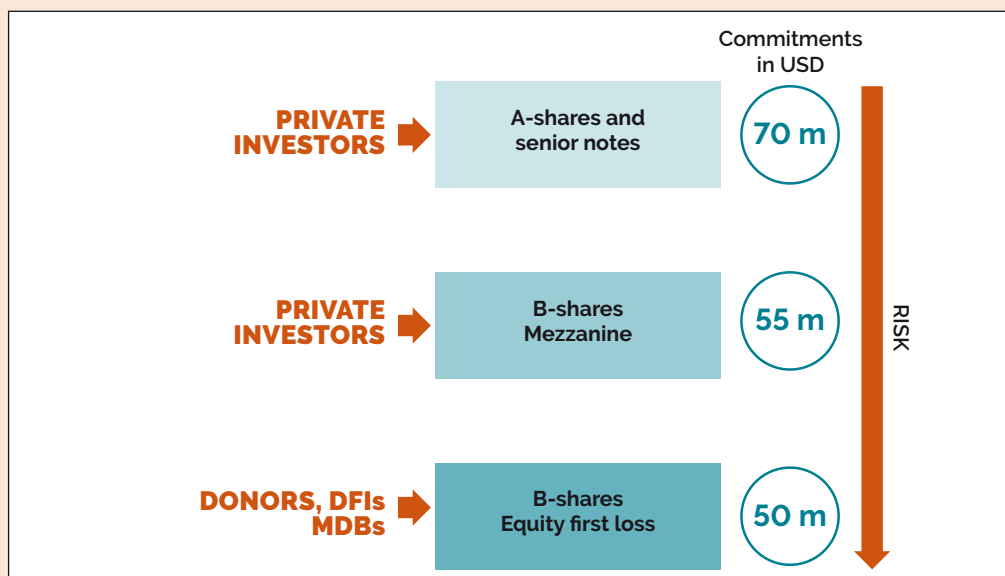 Commitments
in USD
PRIVATE
INVESTORS
A-shares and
senior notes
70 m
PRIVATE
INVESTORS
B-shares
Mezzanine
55 m
RISK
DONORS, DFIs
MDBs
B-shares
Equity first loss
50 m